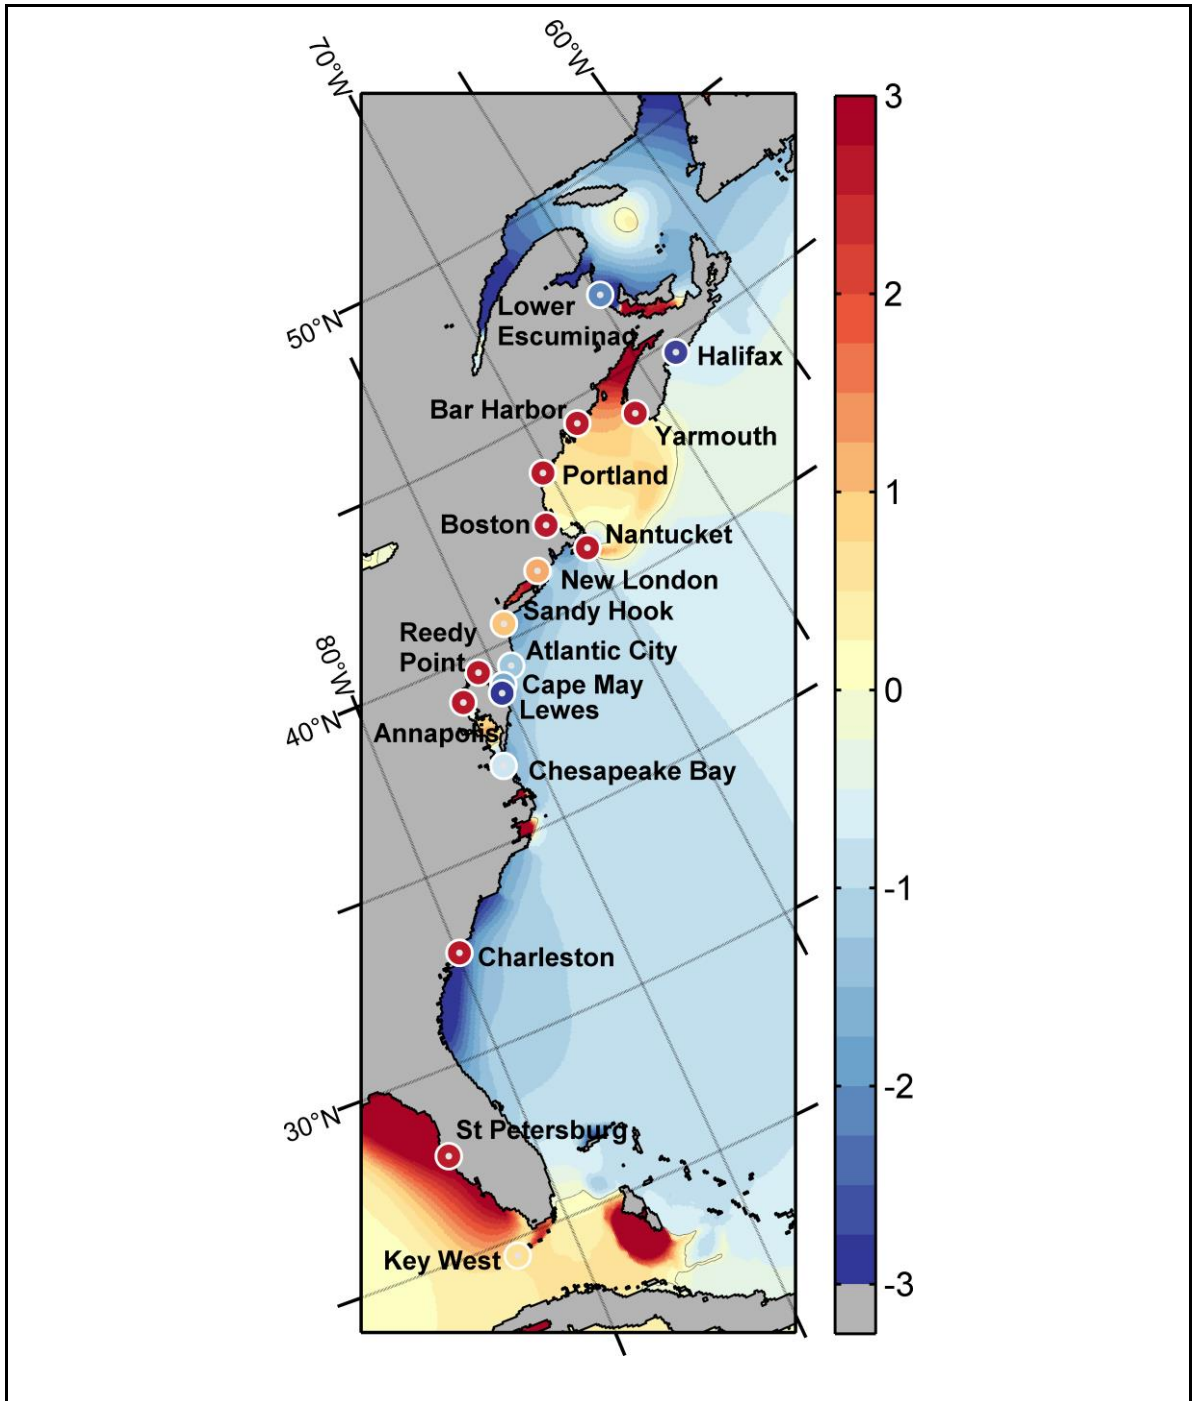 60°W
70°W
3
2
1
0
-1
-2
-3
50°N
Lower
Escuminac
Halifax
Bar Harbor
Yarmouth
Portland
Boston
Nantucket
New London
Sandy Hook
Reedy
Point
Atlantic City
80°W
Cape May
Lewes
40°N
Annapolis
Chesapeake Bay
Charleston
30°N
St Petersburg
Key West